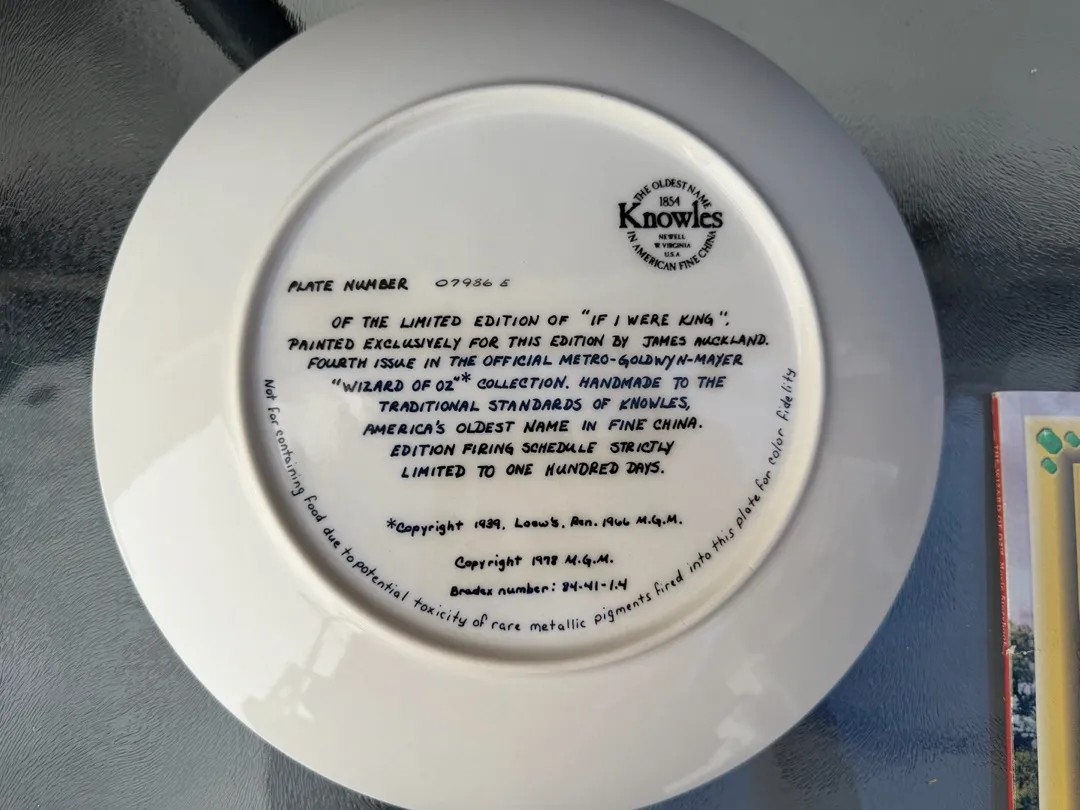 THE OLDEST NAME
1854
Knowles
NEWELL
W VIRGINIA
U.S.A
IN AMERICAN FINE CHINA
PLATE NUMBER 07986 E
OF THE LIMITED EDITION OF "IF I WERE KING".
PAINTED EXCLUSIVELY FOR THIS EDITION BY JAMES AUCKLAND.
FOURTH ISSUE IN THE OFFICIAL METRO-GOLDWYN-MAYER
"WIZARD OF OZ"* COLLECTION. HANDMADE TO THE
TRADITIONAL STANDARDS OF KNOWLES,
AMERICA'S OLDEST NAME IN FINE CHINA.
EDITION FIRING SCHEDULE STRICTLY
LIMITED TO ONE HUNDRED DAYS.
*Copyright 1939, Loew's, Ren. 1966 M.G.M.
Copyright 1978 M.G.M.
Bradex number: 84-41-1.4
Not for containing food due to potential toxicity of rare metallic pigments fired into this plate for color fidelity